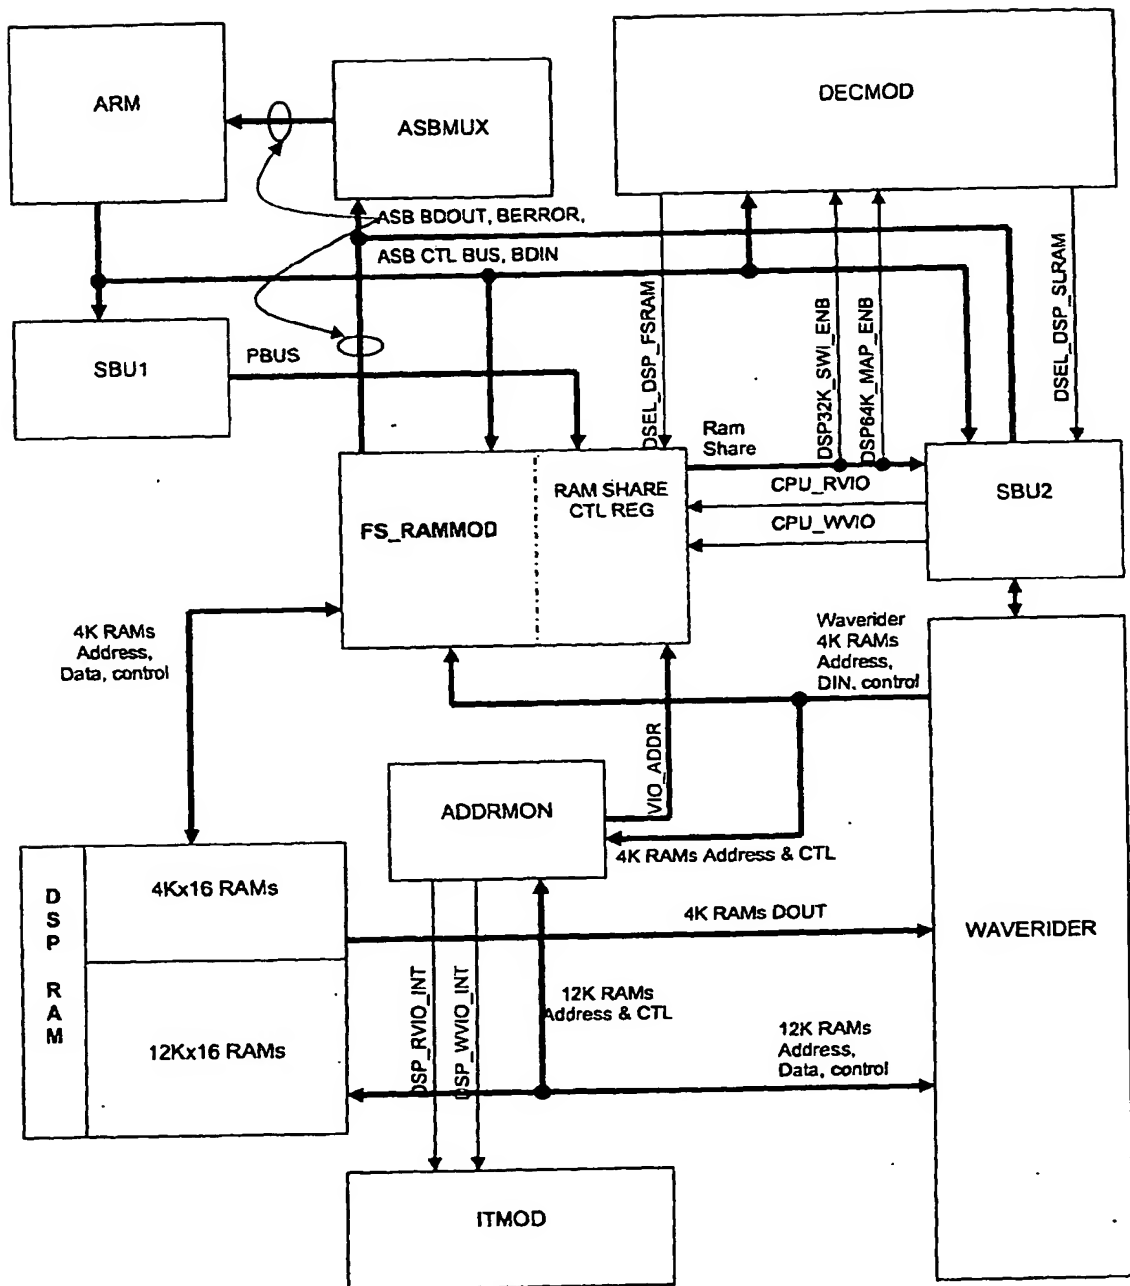 ARM
ASBMUX
DECMOD
ASB BDOUT, BERROR,
ASB CTL BUS, BDIN
SBU1
PBUS
DSEL_DSP_FSRAM
DSP32K_SWI_ENB
DSP64K_MAP_ENB
DSEL_DSP_SLRAM
Ram
Share
FS_RAMMOD
RAM SHARE
CTL REG
CPU_RVIO
CPU_WVIO
SBU2
4K RAMs
Address,
Data, control
Waverider
4K RAMs
Address,
DIN, control
VIO_ADDR
ADDRMON
4K RAMs Address & CTL
DSP RAM
4Kx16 RAMs
12Kx16 RAMs
4K RAMs DOUT
WAVERIDER
DSP_RVIO_INT
DSP_WVIO_INT
12K RAMs
Address & CTL
12K RAMs
Address,
Data, control
ITMOD